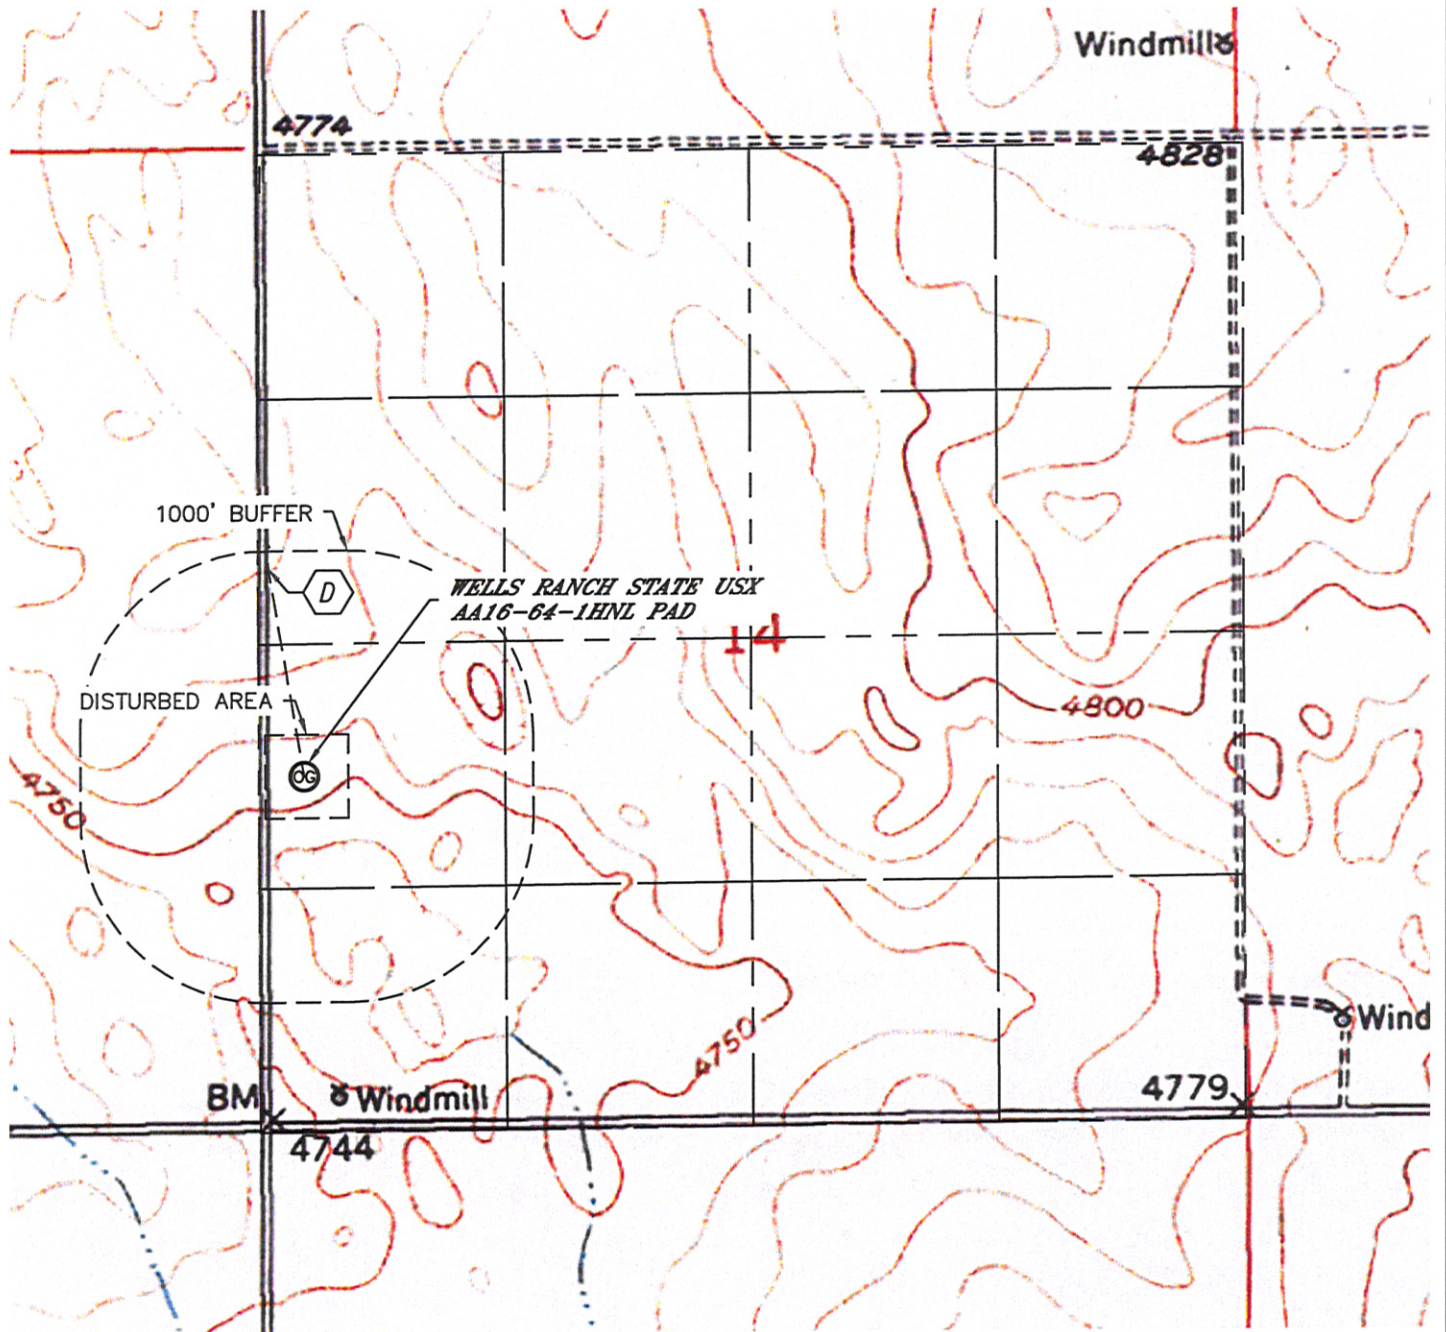 Windmill
4774
4828
1000' BUFFER
D
WELLS RANCH STATE USX
AA16-64-1HNL PAD
14
DISTURBED AREA
4800
OG
4750
4750
Wind
BM
Windmill
4779
4744